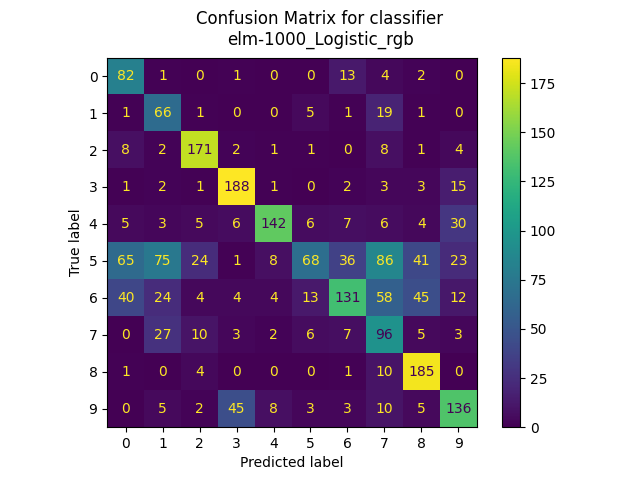 Confusion Matrix for classifier
elm-1000_Logistic_rgb
0 82 1 0 1 0 0 13 4 2 0
1 1 66 1 0 0 5 1 19 1 0
2 8 2 171 2 1 1 0 8 1 4
3 1 2 1 188 1 0 2 3 3 15
4 5 3 5 6 142 6 7 6 4 30
5 65 75 24 1 8 68 36 86 41 23
6 40 24 4 4 4 13 131 58 45 12
7 0 27 10 3 2 6 7 96 5 3
8 1 0 4 0 0 0 1 10 185 0
9 0 5 2 45 8 3 3 10 5 136
0 1 2 3 4 5 6 7 8 9
Predicted label
True label
175
150
125
100
75
50
25
0